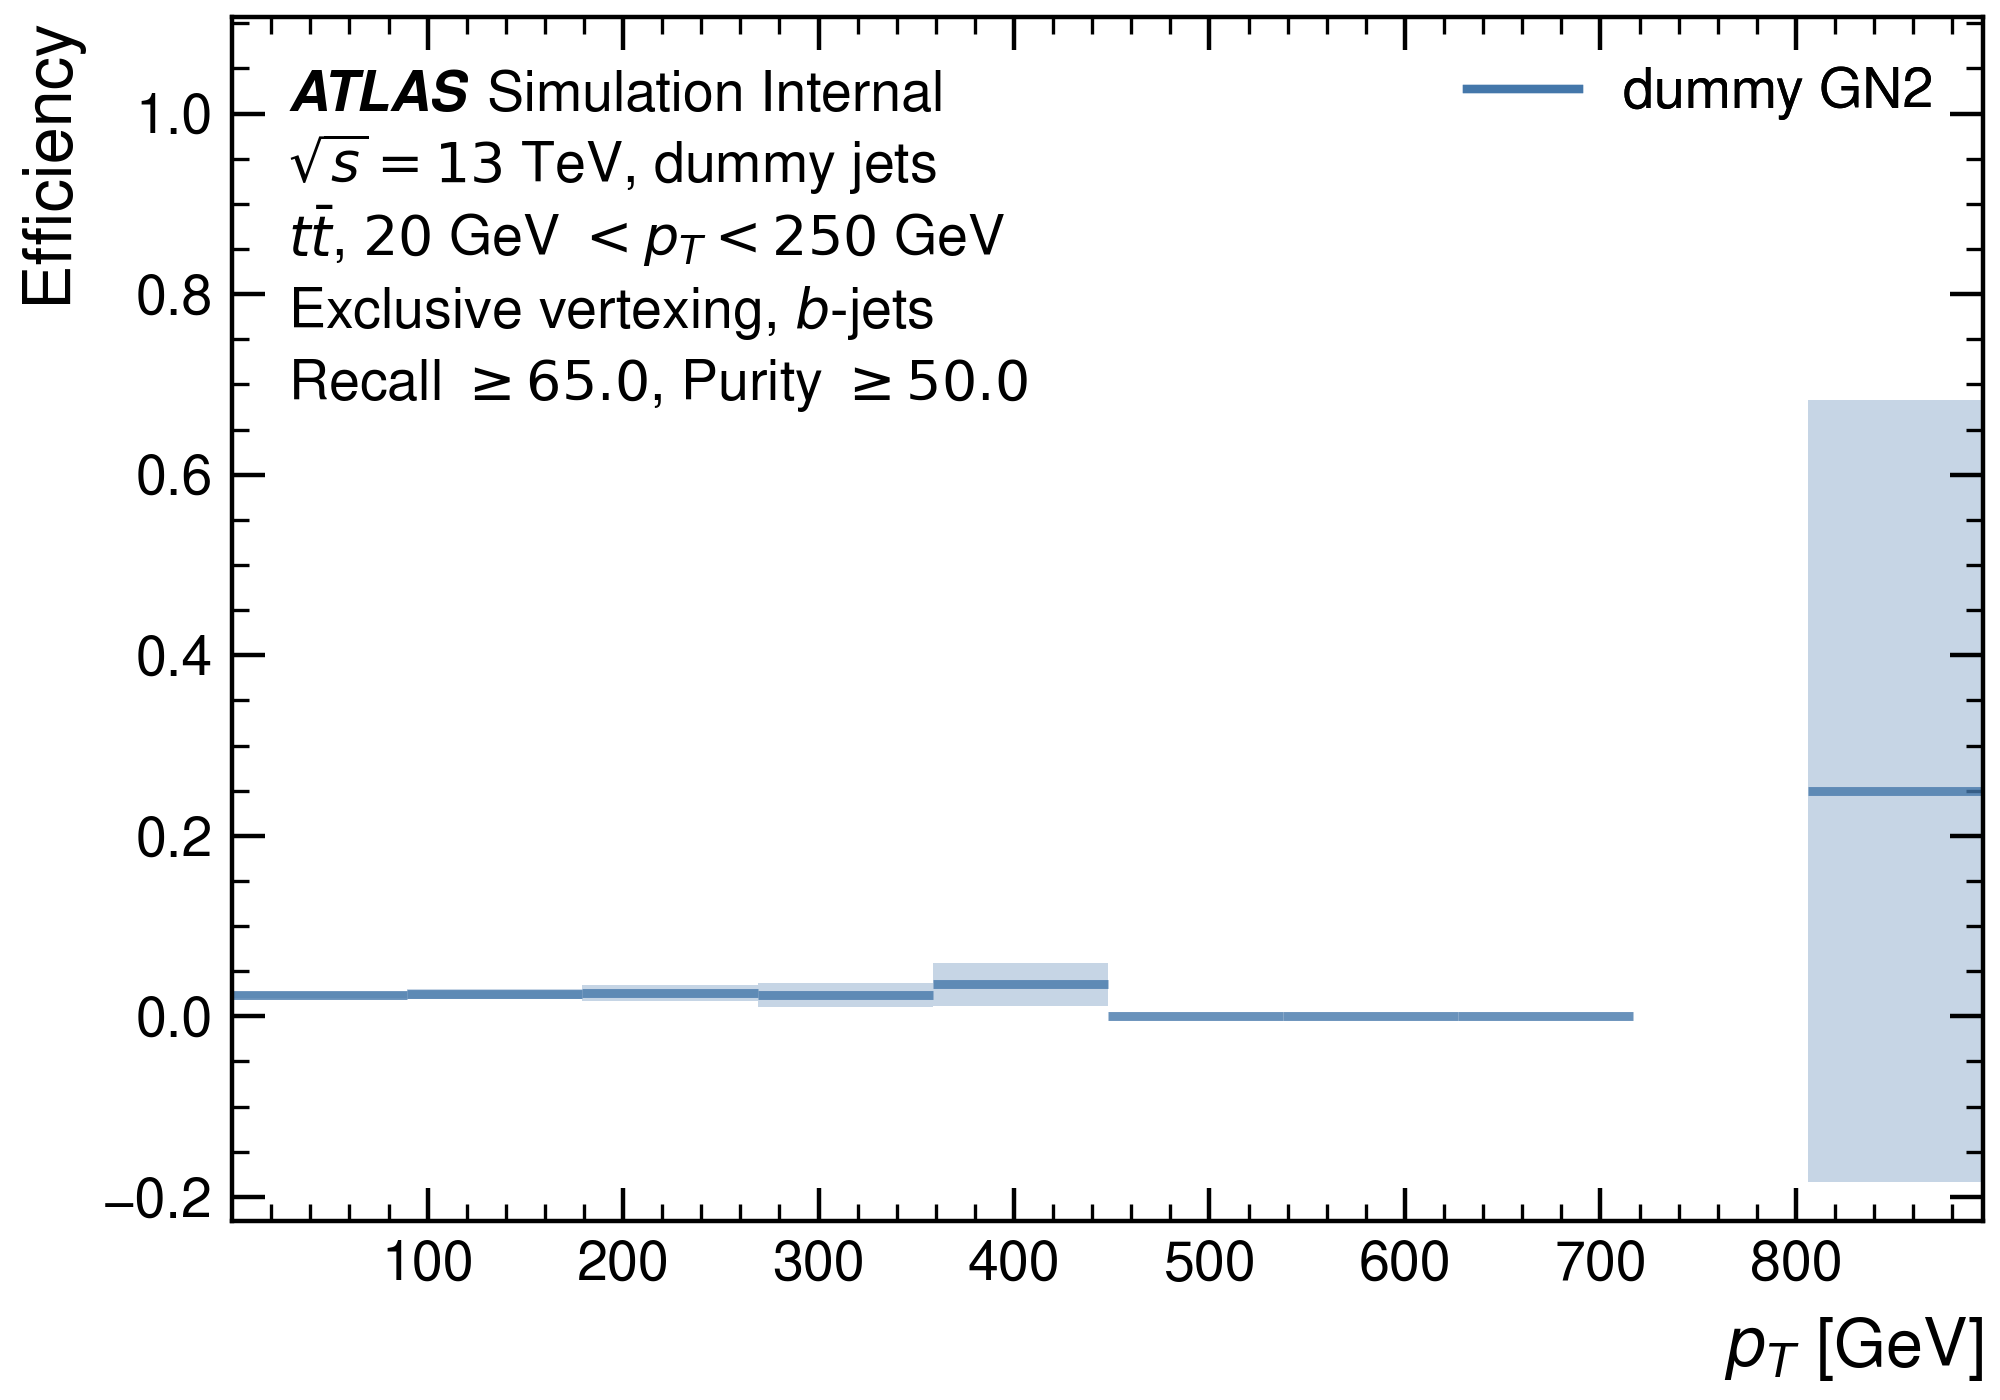 Efficiency
ATLAS Simulation Internal
√s = 13 TeV, dummy jets
tt̄, 20 GeV < p_T < 250 GeV
Exclusive vertexing, b-jets
Recall ≥ 65.0, Purity ≥ 50.0
dummy GN2
1.0
0.8
0.6
0.4
0.2
0.0
−0.2
100 200 300 400 500 600 700 800
p_T [GeV]